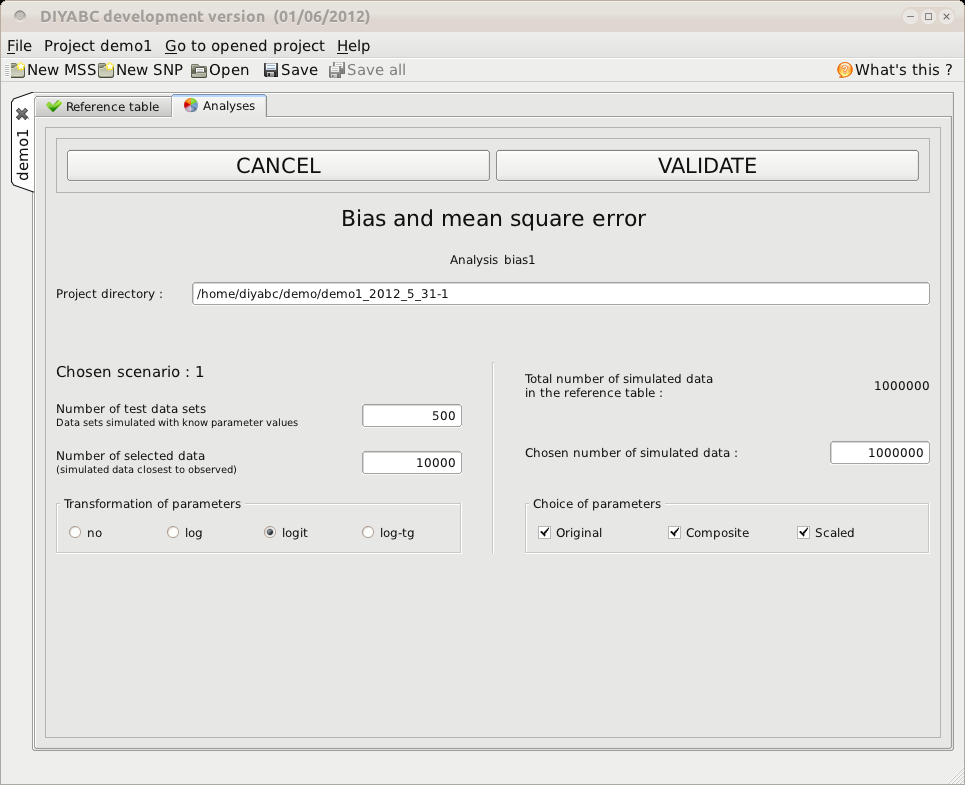 DIYABC development version (01/06/2012)
File Project demo1 Go to opened project Help
New MSS New SNP Open Save Save all What's this ?
demo1
Reference table Analyses
CANCEL VALIDATE
Bias and mean square error
Analysis bias1
Project directory : /home/diyabc/demo/demo1_2012_5_31-1
Chosen scenario : 1
Number of test data sets 500
Data sets simulated with know parameter values
Number of selected data 10000
(simulated data closest to observed)
Transformation of parameters
no log logit log-tg
Total number of simulated data
in the reference table : 1000000
Chosen number of simulated data : 1000000
Choice of parameters
Original Composite Scaled